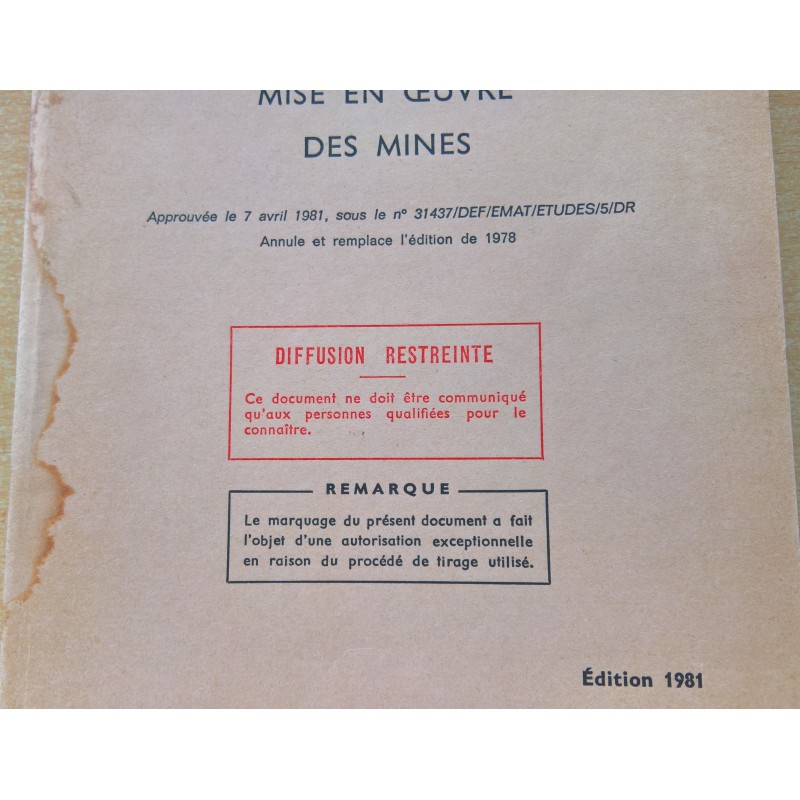 MISE EN ŒUVRE
DES MINES
Approuvée le 7 avril 1981, sous le nº 31437/DEF/EMAT/ETUDES/5/DR
Annule et remplace l'édition de 1978
DIFFUSION RESTREINTE
Ce document ne doit être communiqué
qu'aux personnes qualifiées pour le
connaître.
REMARQUE
Le marquage du présent document a fait
l'objet d'une autorisation exceptionnelle
en raison du procédé de tirage utilisé.
Édition 1981